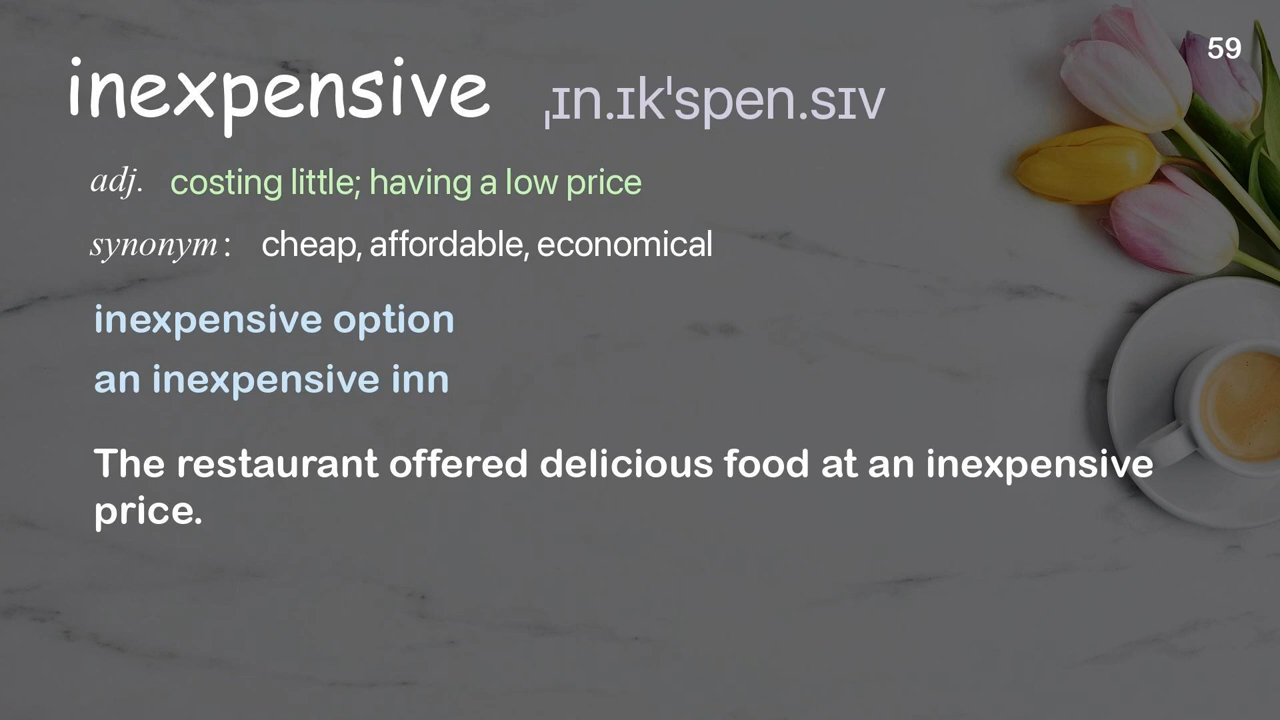 59
inexpensive ˌɪn.ɪkˈspen.sɪv
adj. costing little; having a low price
synonym: cheap, affordable, economical
inexpensive option
an inexpensive inn
The restaurant offered delicious food at an inexpensive
price.